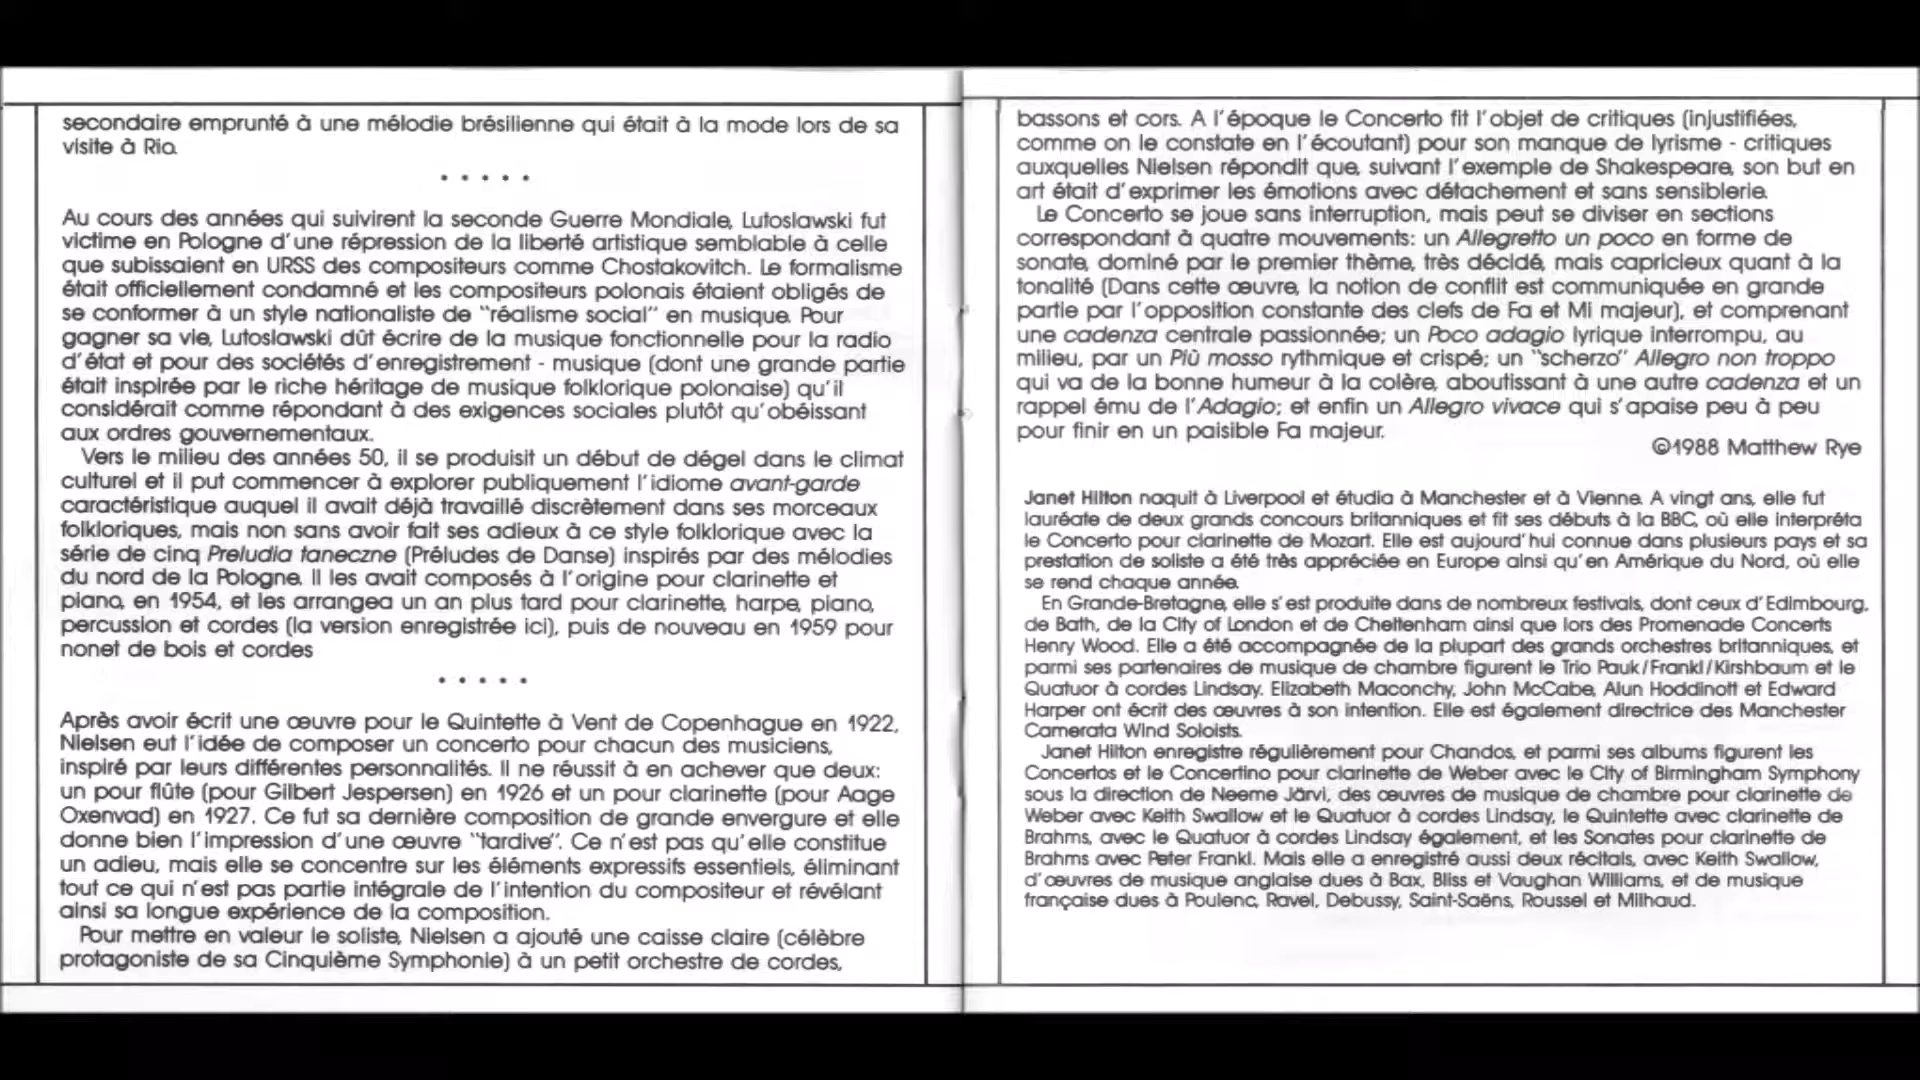 secondaire emprunté à une mélodie brésilienne qui était à la mode lors de sa
visite à Rio.
• • • • •
Au cours des années qui suivirent la seconde Guerre Mondiale, Lutoslawski fut
victime en Pologne d'une répression de la liberté artistique semblable à celle
que subissaient en URSS des compositeurs comme Chostakovitch. Le formalisme
était officiellement condamné et les compositeurs polonais étaient obligés de
se conformer à un style nationaliste de "réalisme social" en musique. Pour
gagner sa vie, Lutoslawski dût écrire de la musique fonctionnelle pour la radio
d'état et pour des sociétés d'enregistrement - musique (dont une grande partie
était inspirée par le riche héritage de musique folklorique polonaise) qu'il
considérait comme répondant à des exigences sociales plutôt qu'obéissant
aux ordres gouvernementaux.
Vers le milieu des années 50, il se produisit un début de dégel dans le climat
culturel et il put commencer à explorer publiquement l'idiome avant-garde
caractéristique auquel il avait déjà travaillé discrètement dans ses morceaux
folkloriques, mais non sans avoir fait ses adieux à ce style folklorique avec la
série de cinq Preludia taneczne (Préludes de Danse) inspirés par des mélodies
du nord de la Pologne. Il les avait composés à l'origine pour clarinette et
piano, en 1954, et les arrangea un an plus tard pour clarinette, harpe, piano,
percussion et cordes (la version enregistrée ici), puis de nouveau en 1959 pour
nonet de bois et cordes
• • • • •
Après avoir écrit une œuvre pour le Quintette à Vent de Copenhague en 1922,
Nielsen eut l'idée de composer un concerto pour chacun des musiciens,
inspiré par leurs différentes personnalités. Il ne réussit à en achever que deux:
un pour flûte (pour Gilbert Jespersen) en 1926 et un pour clarinette (pour Aage
Oxenvad) en 1927. Ce fut sa dernière composition de grande envergure et elle
donne bien l'impression d'une œuvre "tardive". Ce n'est pas qu'elle constitue
un adieu, mais elle se concentre sur les éléments expressifs essentiels, éliminant
tout ce qui n'est pas partie intégrale de l'intention du compositeur et révélant
ainsi sa longue expérience de la composition.
Pour mettre en valeur le soliste, Nielsen a ajouté une caisse claire (célèbre
protagoniste de sa Cinquième Symphonie) à un petit orchestre de cordes,
bassons et cors. A l'époque le Concerto fit l'objet de critiques (injustifiées,
comme on le constate en l'écoutant) pour son manque de lyrisme - critiques
auxquelles Nielsen répondit que, suivant l'exemple de Shakespeare, son but en
art était d'exprimer les émotions avec détachement et sans sensiblerie.
Le Concerto se joue sans interruption, mais peut se diviser en sections
correspondant à quatre mouvements: un Allegretto un poco en forme de
sonate, dominé par le premier thème, très décidé, mais capricieux quant à la
tonalité (Dans cette œuvre, la notion de conflit est communiquée en grande
partie par l'opposition constante des clefs de Fa et Mi majeur), et comprenant
une cadenza centrale passionnée; un Poco adagio lyrique interrompu, au
milieu, par un Più mosso rythmique et crispé; un "scherzo" Allegro non troppo
qui va de la bonne humeur à la colère, aboutissant à une autre cadenza et un
rappel ému de l'Adagio; et enfin un Allegro vivace qui s'apaise peu à peu
pour finir en un paisible Fa majeur.
©1988 Matthew Rye
Janet Hilton naquit à Liverpool et étudia à Manchester et à Vienne. A vingt ans, elle fut
lauréate de deux grands concours britanniques et fit ses débuts à la BBC, où elle interpréta
le Concerto pour clarinette de Mozart. Elle est aujourd'hui connue dans plusieurs pays et sa
prestation de soliste a été très appréciée en Europe ainsi qu'en Amérique du Nord, où elle
se rend chaque année.
En Grande-Bretagne, elle s'est produite dans de nombreux festivals, dont ceux d'Edimbourg,
de Bath, de la City of London et de Cheltenham ainsi que lors des Promenade Concerts
Henry Wood. Elle a été accompagnée de la plupart des grands orchestres britanniques, et
parmi ses partenaires de musique de chambre figurent le Trio Pauk/Frankl/Kirshbaum et le
Quatuor à cordes Lindsay. Elizabeth Maconchy, John McCabe, Alun Hoddinott et Edward
Harper ont écrit des œuvres à son intention. Elle est également directrice des Manchester
Camerata Wind Soloists.
Janet Hilton enregistre régulièrement pour Chandos, et parmi ses albums figurent les
Concertos et le Concertino pour clarinette de Weber avec le City of Birmingham Symphony
sous la direction de Neeme Järvi, des œuvres de musique de chambre pour clarinette de
Weber avec Keith Swallow et le Quatuor à cordes Lindsay, le Quintette avec clarinette de
Brahms, avec le Quatuor à cordes Lindsay également, et les Sonates pour clarinette de
Brahms avec Peter Frankl. Mais elle a enregistré aussi deux récitals, avec Keith Swallow,
d'œuvres de musique anglaise dues à Bax, Bliss et Vaughan Williams, et de musique
française dues à Poulenc, Ravel, Debussy, Saint-Saëns, Roussel et Milhaud.